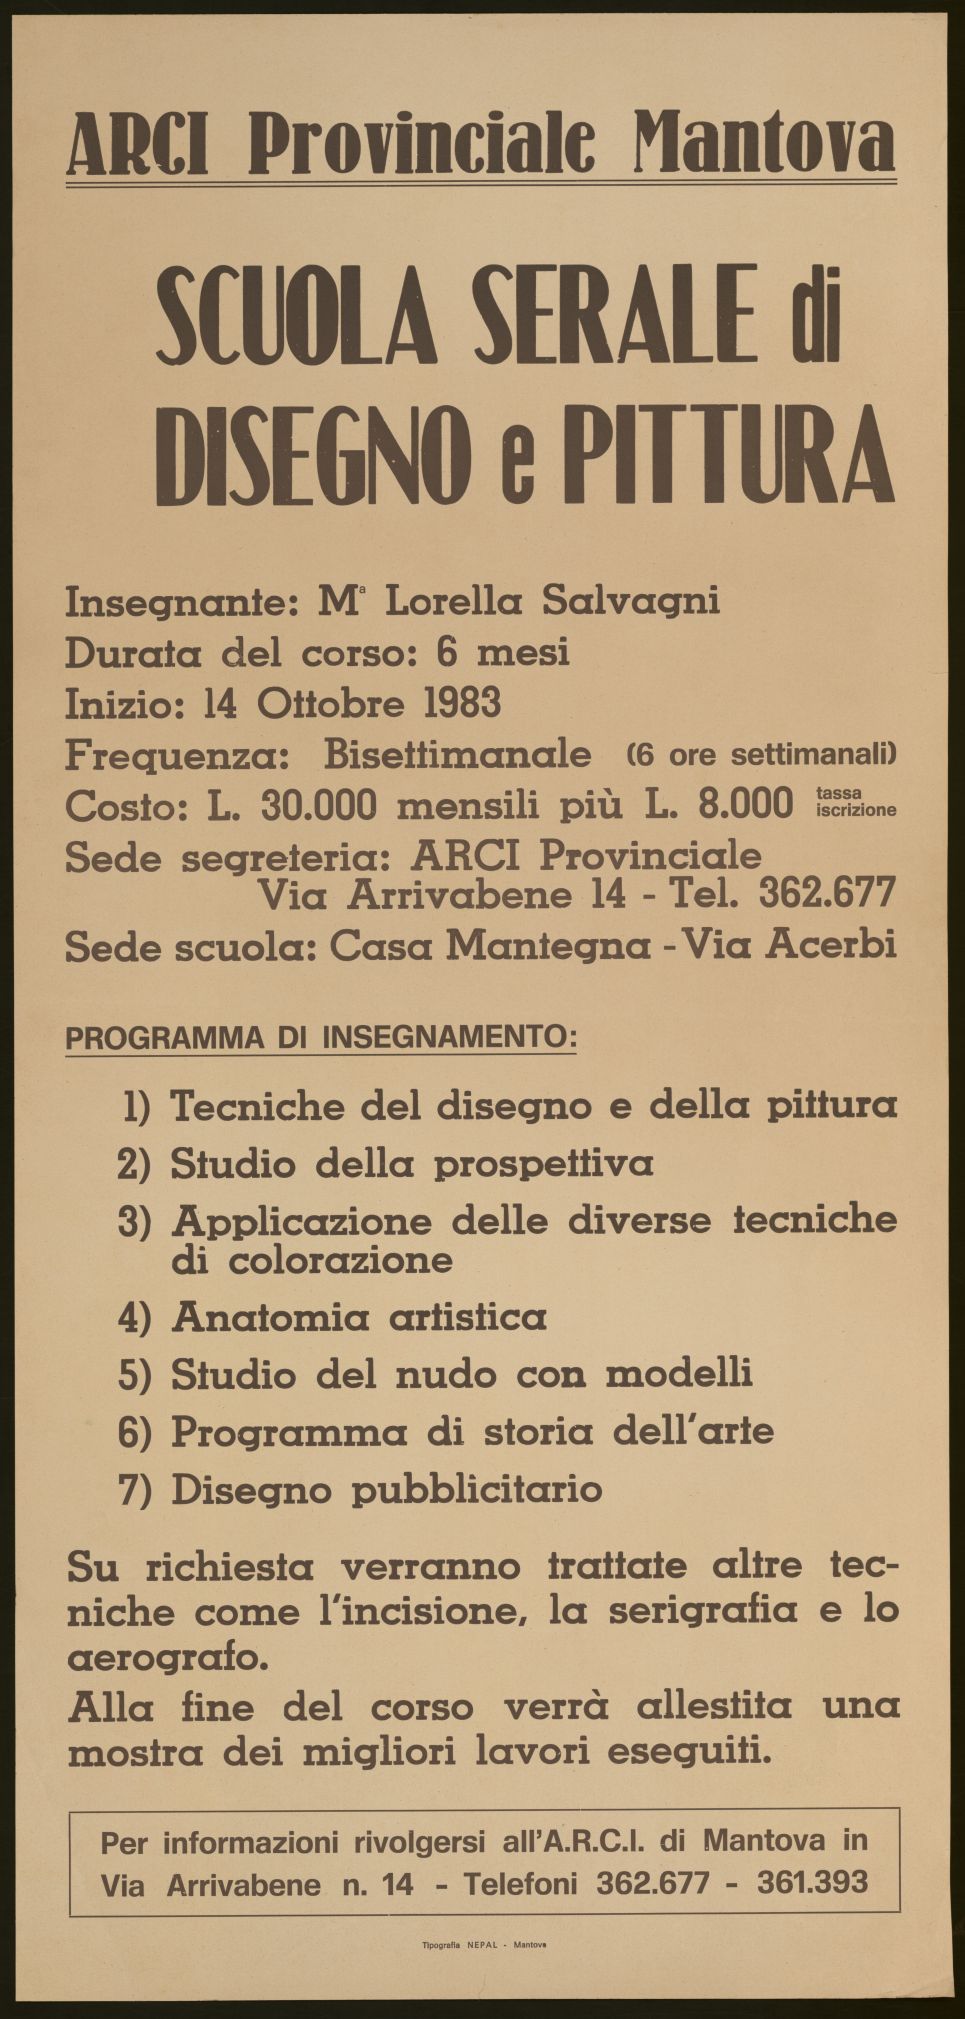 ARCI Provinciale Mantova
SCUOLA SERALE di
DISEGNO e PITTURA
Insegnante: Mª Lorella Salvagni
Durata del corso: 6 mesi
Inizio: 14 Ottobre 1983
Frequenza: Bisettimanale (6 ore settimanali)
Costo: L. 30.000 mensili più L. 8.000 tassa
iscrizione
Sede segreteria: ARCI Provinciale
Via Arrivabene 14 - Tel. 362.677
Sede scuola: Casa Mantegna - Via Acerbi
PROGRAMMA DI INSEGNAMENTO:
1) Tecniche del disegno e della pittura
2) Studio della prospettiva
3) Applicazione delle diverse tecniche
di colorazione
4) Anatomia artistica
5) Studio del nudo con modelli
6) Programma di storia dell'arte
7) Disegno pubblicitario
Su richiesta verranno trattate altre tec-
niche come l'incisione, la serigrafia e lo
aerografo.
Alla fine del corso verrà allestita una
mostra dei migliori lavori eseguiti.
Per informazioni rivolgersi all'A.R.C.I. di Mantova in
Via Arrivabene n. 14 - Telefoni 362.677 - 361.393
Tipografia NEPAL - Mantova